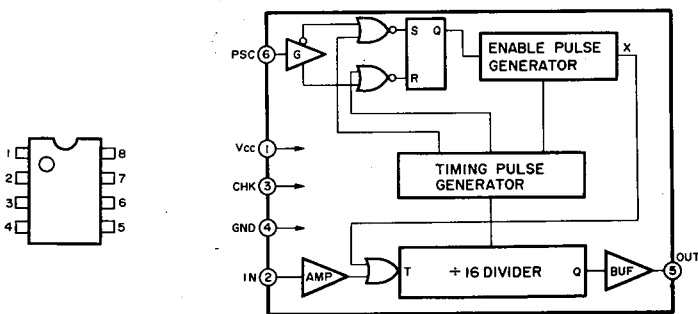 1 8
2 7
3 6
4 5
PSC 6
G
S Q
R
ENABLE PULSE
GENERATOR
X
Vcc 1
CHK 3
GND 4
TIMING PULSE
GENERATOR
IN 2
AMP
T ÷ 16 DIVIDER Q
BUF
5 OUT